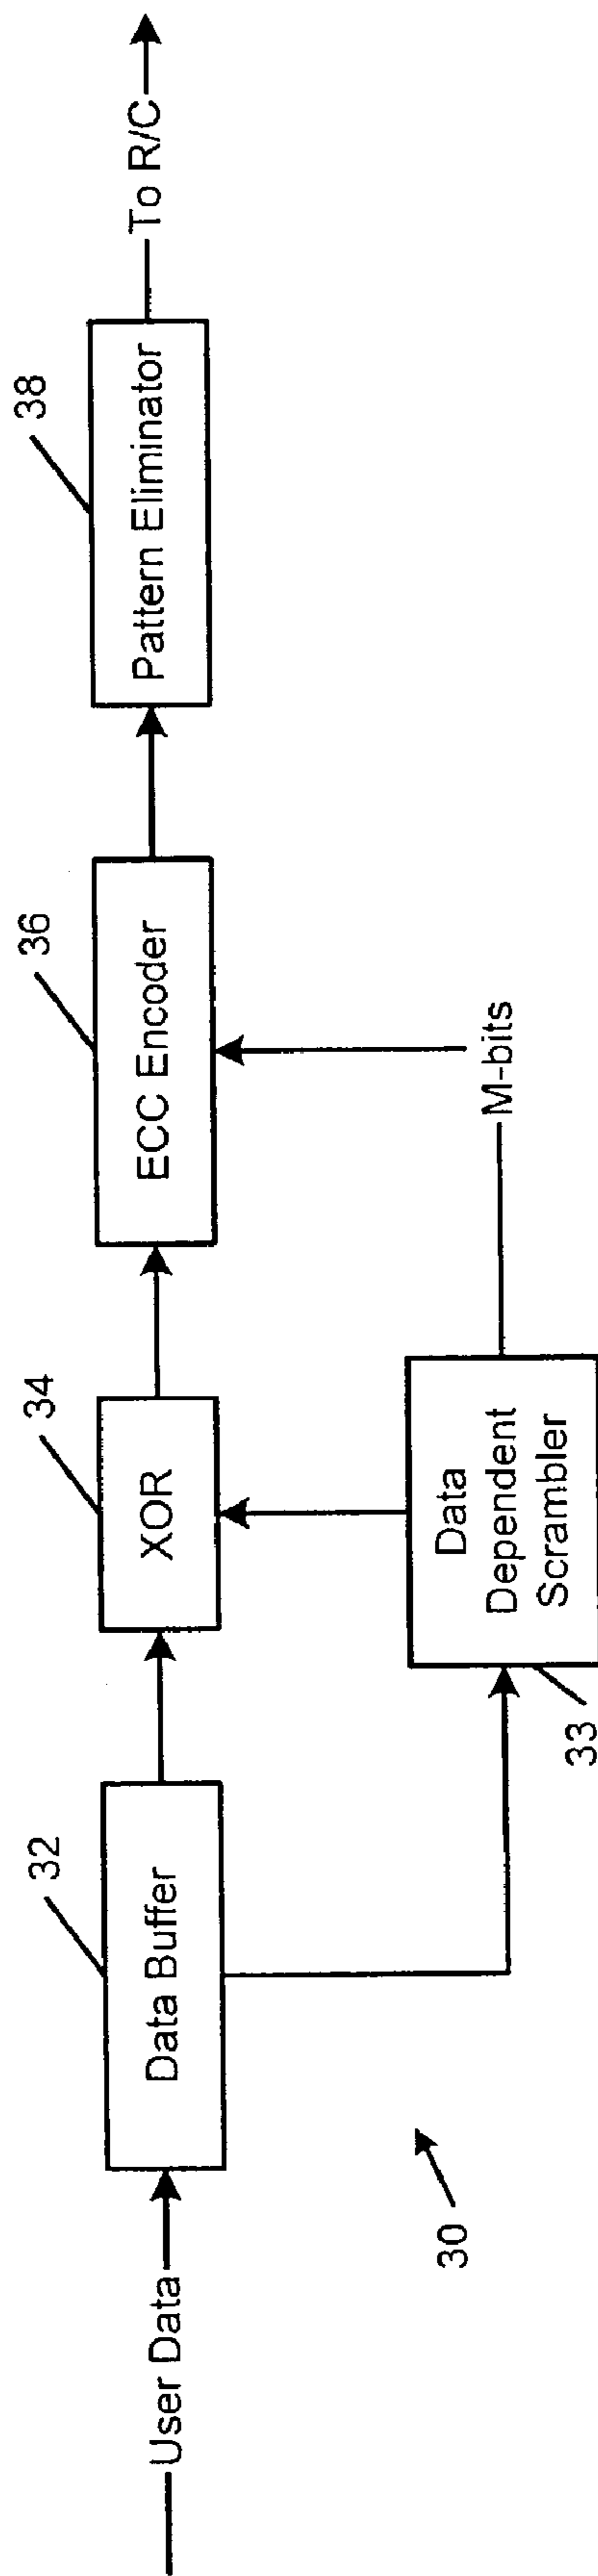 User Data
32
Data Buffer
34
XOR
36
ECC Encoder
38
Pattern Eliminator
To R/C
30
33
Data
Dependent
Scrambler
M-bits